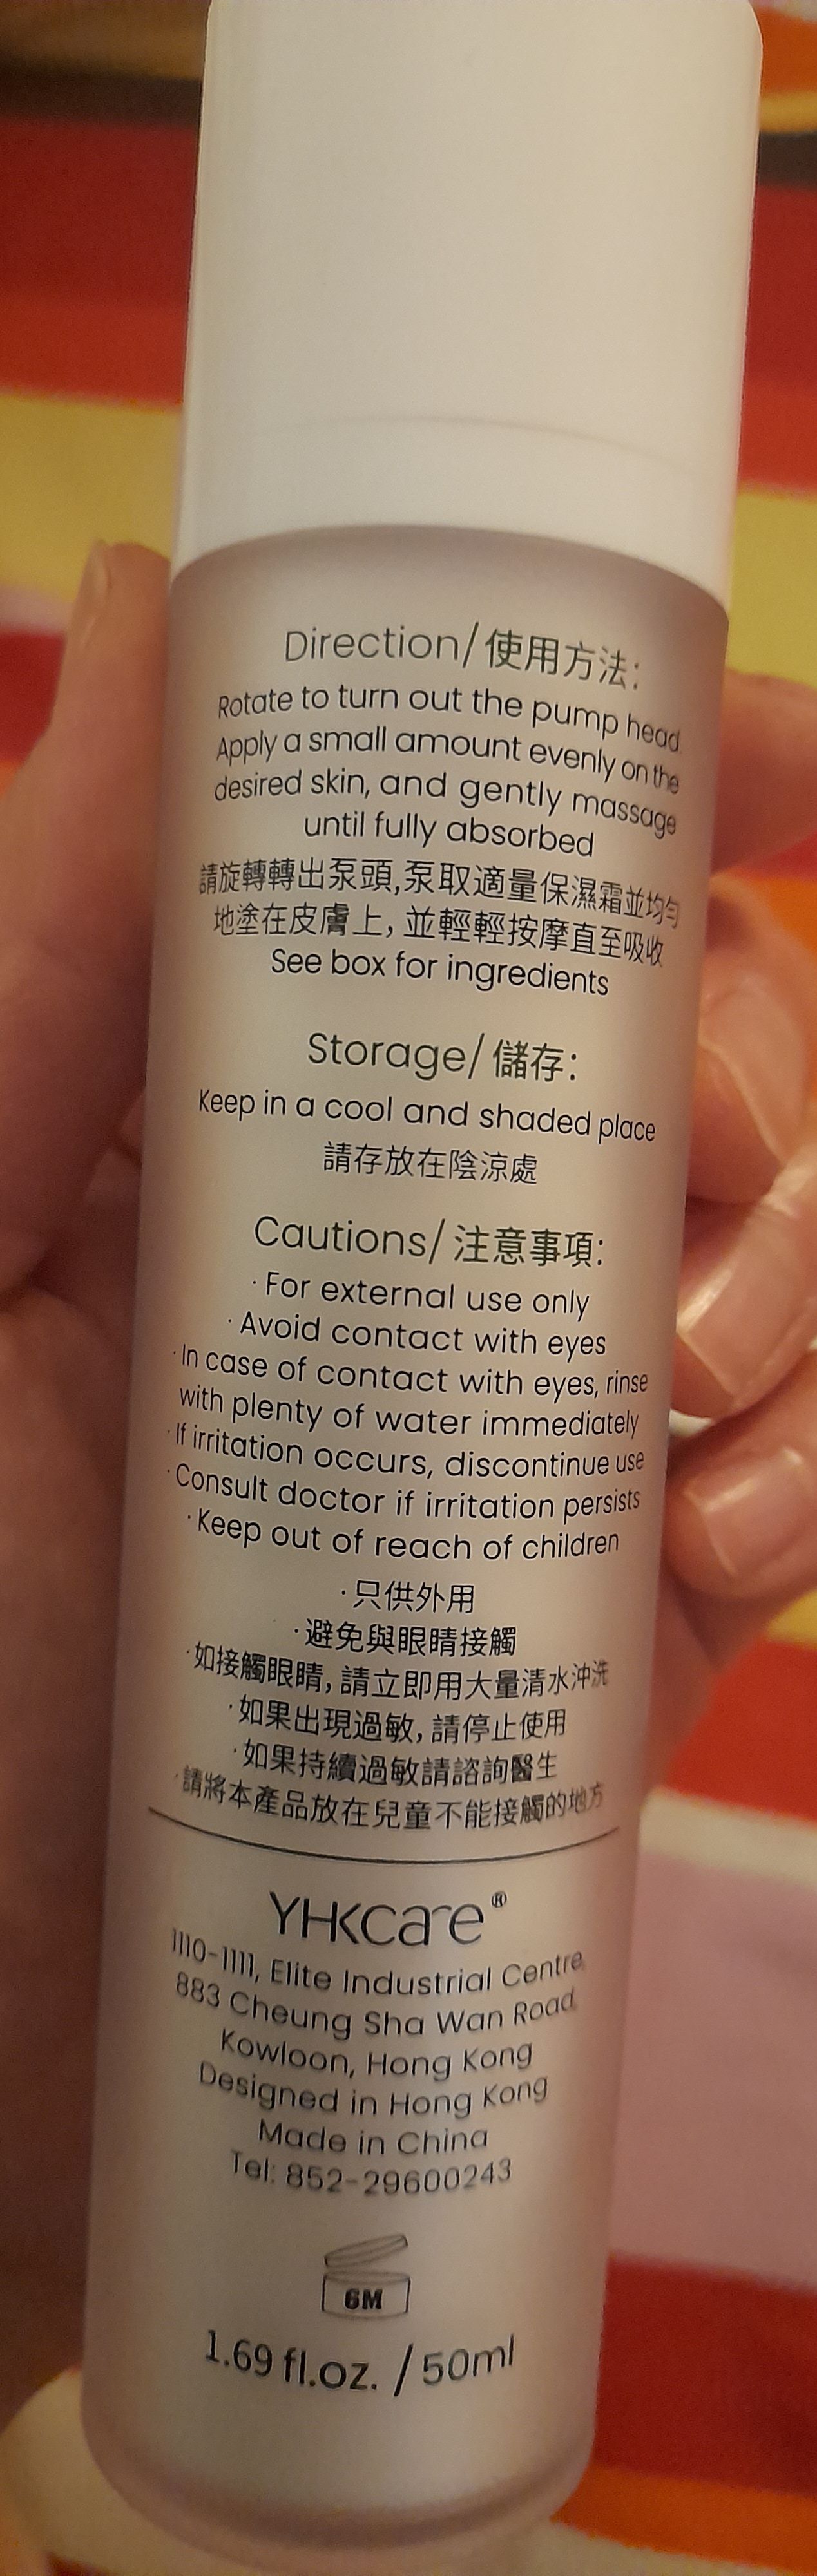 Direction/使用方法:
Rotate to turn out the pump head.
Apply a small amount evenly on the
desired skin, and gently massage
until fully absorbed
請旋轉轉出泵頭,泵取適量保濕霜並均勻
地塗在皮膚上,並輕輕按摩直至吸收
See box for ingredients
Storage/儲存:
Keep in a cool and shaded place
請存放在陰涼處
Cautions/注意事項:
·For external use only
·Avoid contact with eyes
·In case of contact with eyes, rinse
with plenty of water immediately
·If irritation occurs, discontinue use
·Consult doctor if irritation persists
·Keep out of reach of children
·只供外用
·避免與眼睛接觸
·如接觸眼睛,請立即用大量清水沖洗
·如果出現過敏,請停止使用
·如果持續過敏請諮詢醫生
·請將本產品放在兒童不能接觸的地方
YHKcare®
1110-1111, Elite Industrial Centre,
883 Cheung Sha Wan Road,
Kowloon, Hong Kong
Designed in Hong Kong
Made in China
Tel: 852-29600243
6M
1.69 fl.oz. / 50ml